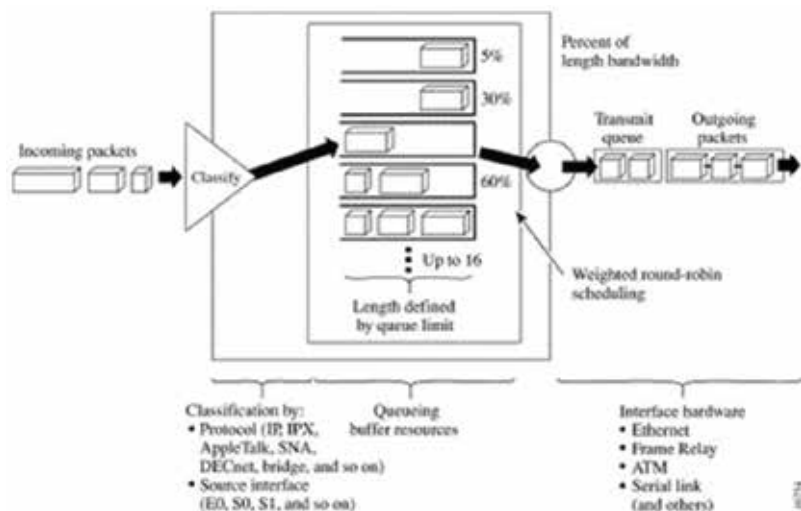 Percent of
length bandwidth
5%
30%
60%
Transmit
queue
Outgoing
packets
Incoming packets
Classify
Up to 16
Weighted round-robin
scheduling
Length defined
by queue limit
Classification by:
• Protocol (IP, IPX,
AppleTalk, SNA,
DECnet, bridge, and so on)
• Source interface
(E0, S0, S1, and so on)
Queueing
buffer resources
Interface hardware
• Ethernet
• Frame Relay
• ATM
• Serial link
(and others)